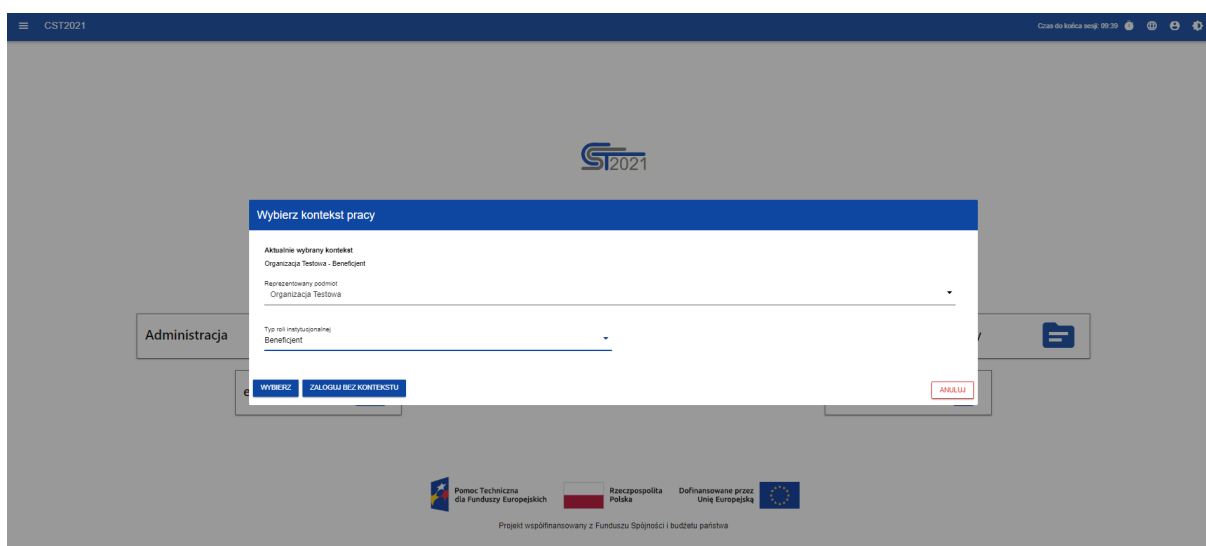 CST2021
Czas do końca sesji: 09:39
CST2021
Wybierz kontekst pracy
Aktualnie wybrany kontekst
Organizacja Testowa - Beneficjent
Reprezentowany podmiot
Organizacja Testowa
Typ roli instytucjonalnej
Beneficjent
Administracja
WYBIERZ
ZALOGUJ BEZ KONTEKSTU
ANULUJ
Pomoc Techniczna
dla Funduszy Europejskich
Rzeczpospolita
Polska
Dofinansowane przez
Unię Europejską
Projekt współfinansowany z Funduszu Spójności i budżetu państwa